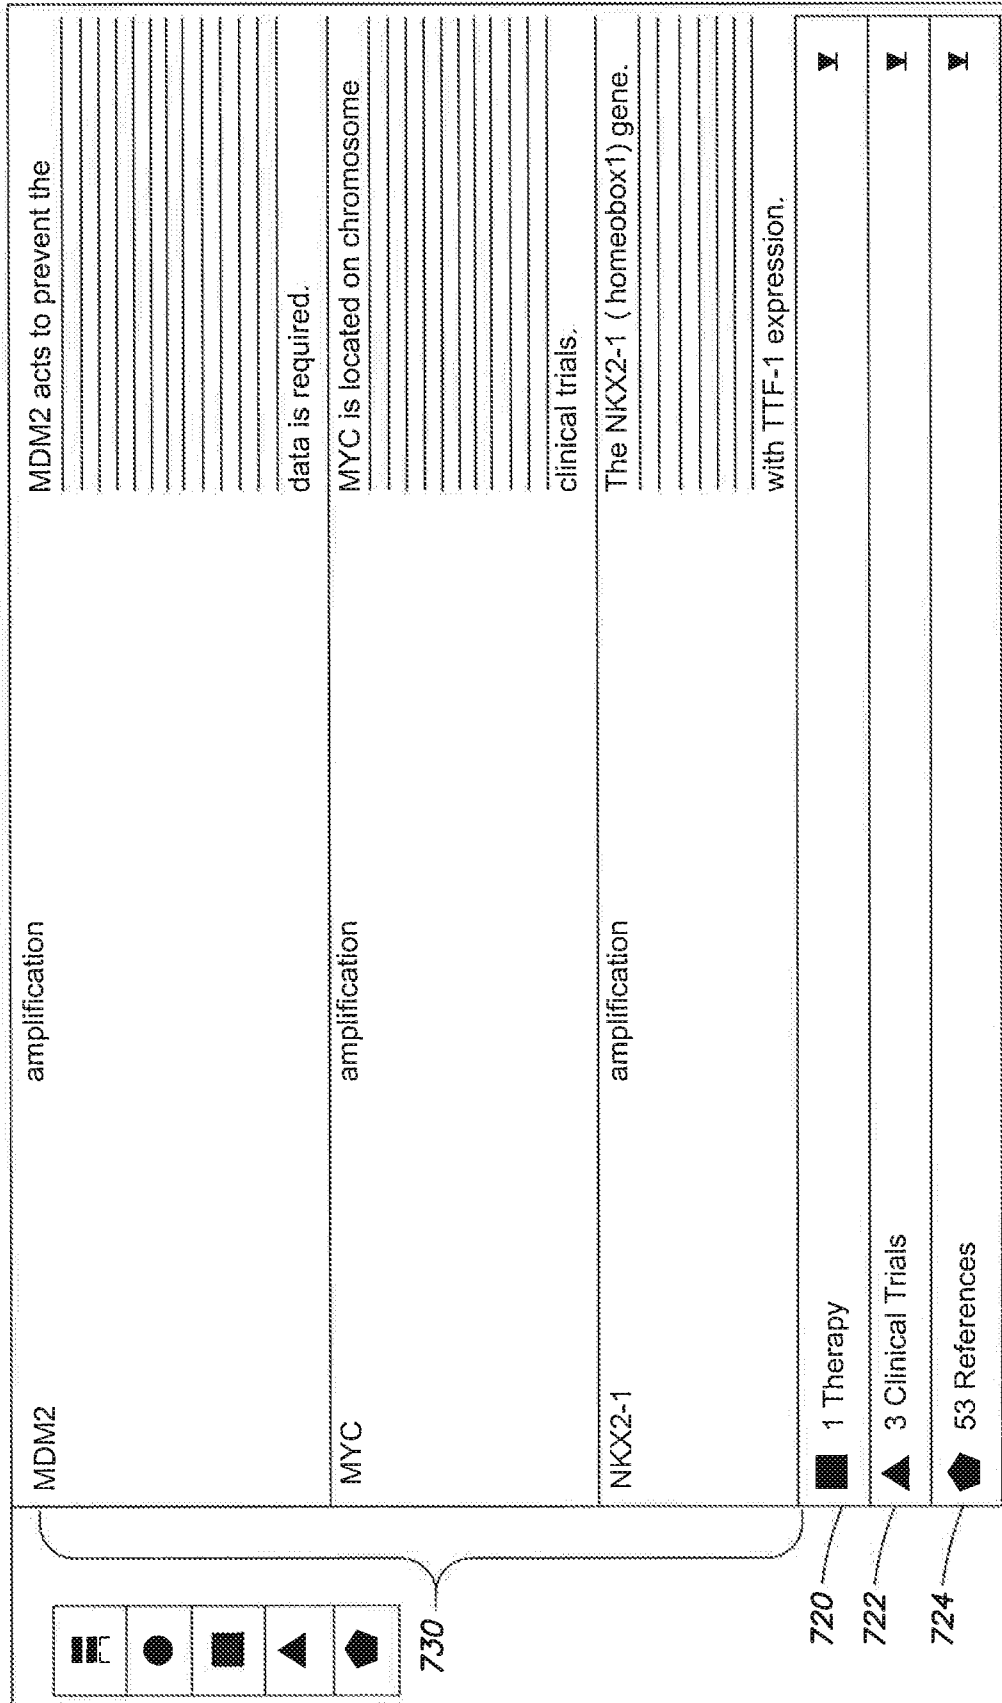 MDM2
amplification
MDM2 acts to prevent the
data is required.
MYC
amplification
MYC is located on chromosome
clinical trials.
NKX2-1
amplification
The NKX2-1 ( homeobox1) gene.
with TTF-1 expression.
1 Therapy
3 Clinical Trials
53 References
730
720
722
724